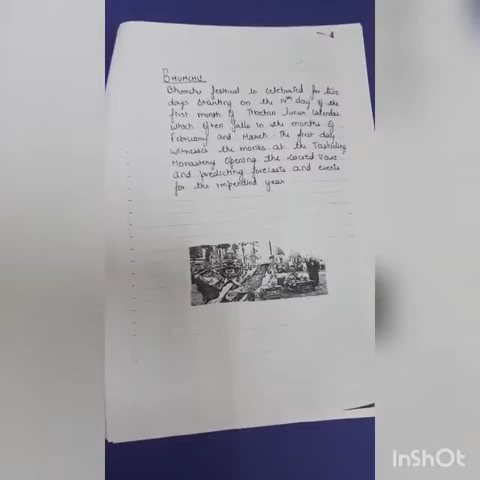 BHUMCHU
Bhumchu festival is celebrated for two
days starting on the 14th day of the
first month of Tibetan lunar calendar
which often falls in the months of
February and March. The first day
witnesses the monks at the Tashiding
Monastery opening the sacred vase
and predicting forecasts and events
for the impended year
InShOt